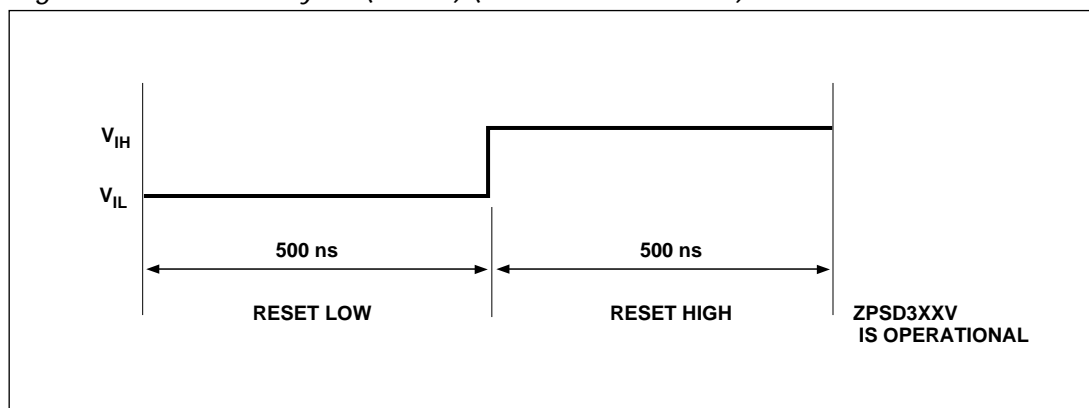 V_IH
V_IL
500 ns
500 ns
RESET LOW
RESET HIGH
ZPSD3XXV
IS OPERATIONAL